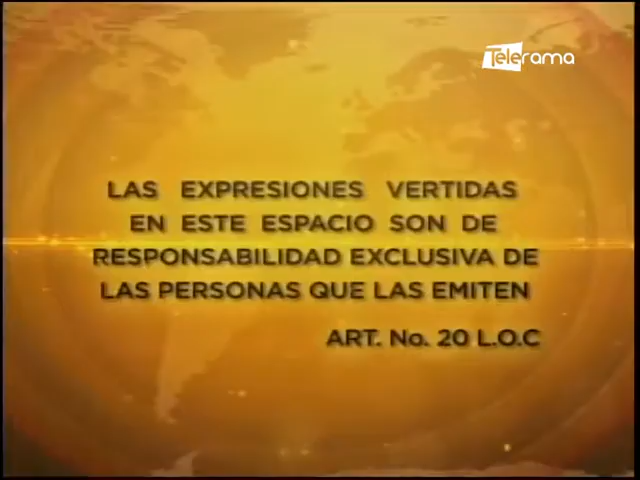 Telerama
LAS EXPRESIONES VERTIDAS
EN ESTE ESPACIO SON DE
RESPONSABILIDAD EXCLUSIVA DE
LAS PERSONAS QUE LAS EMITEN
ART. No. 20 L.O.C